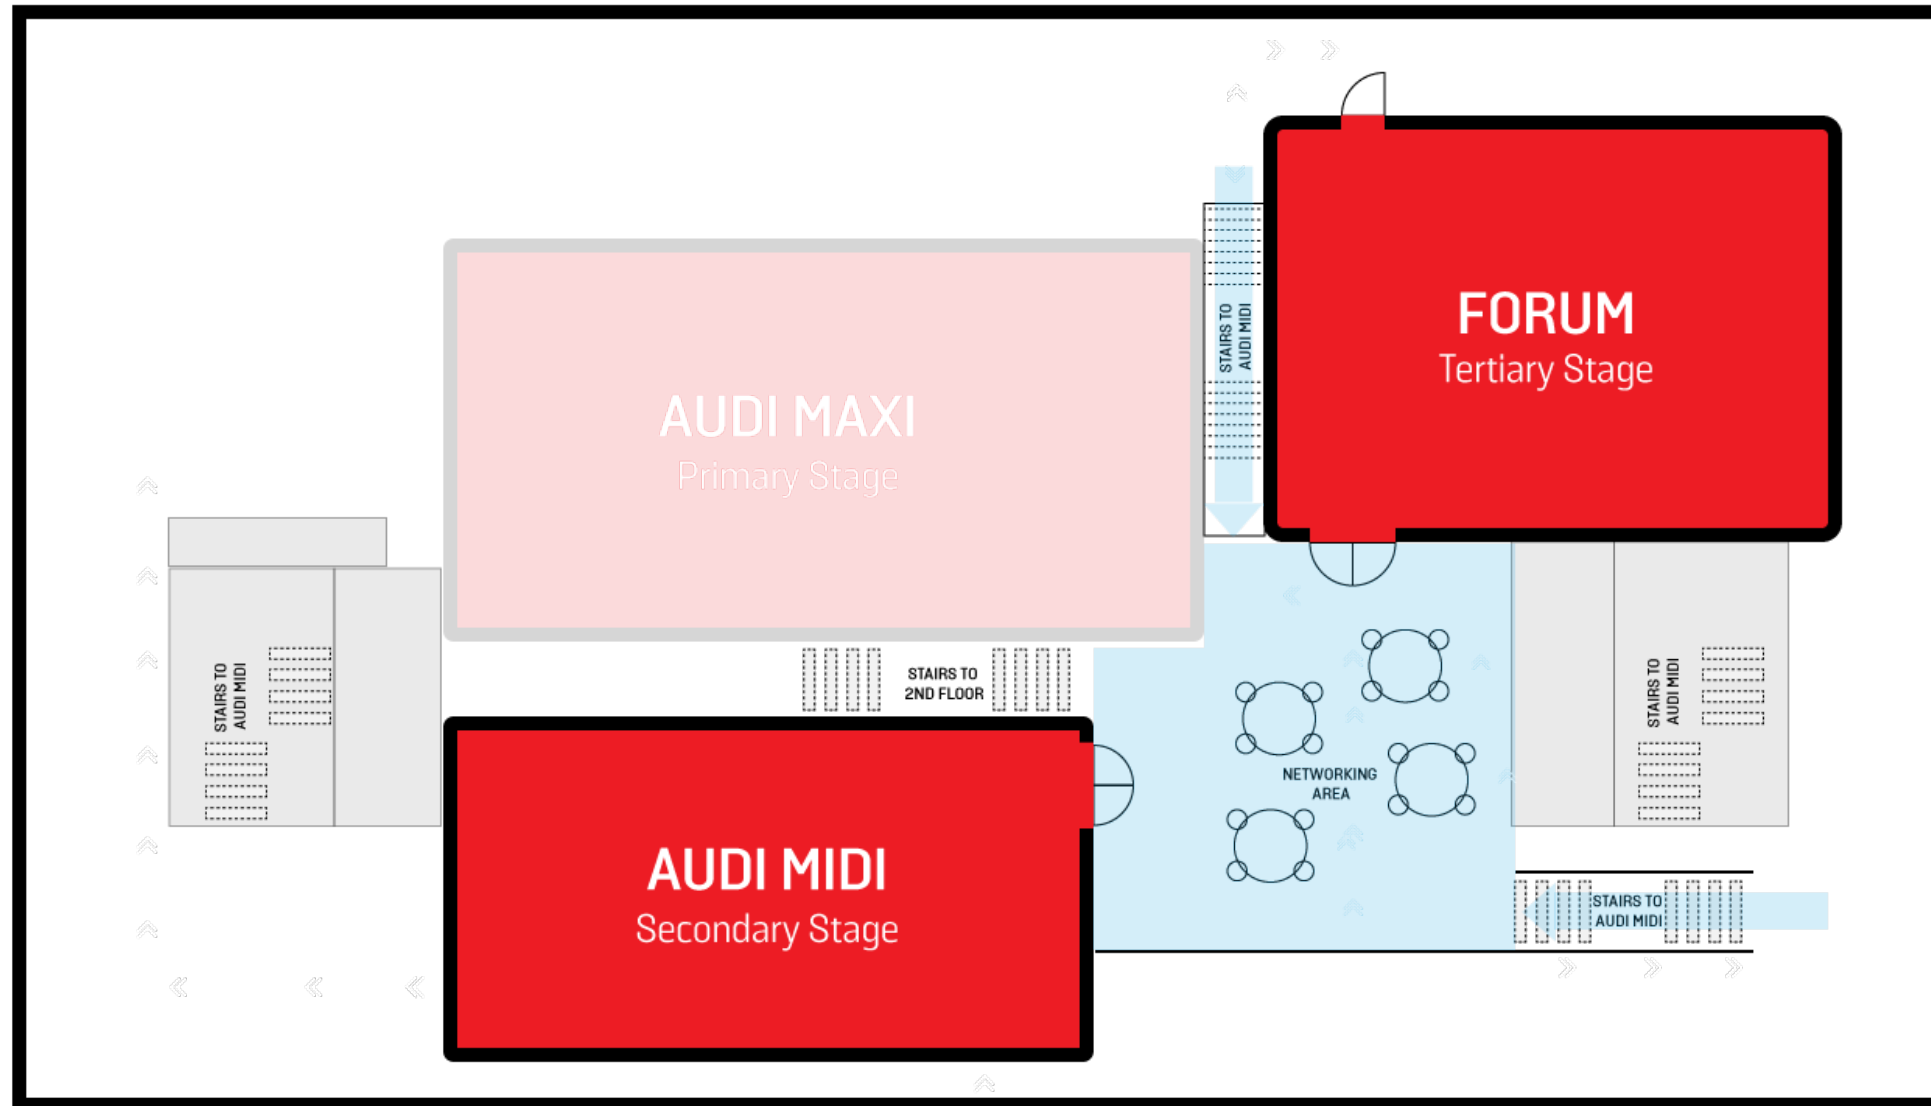 FORUM
Tertiary Stage
STAIRS TO
AUDI MIDI
AUDI MAXI
Primary Stage
STAIRS TO
AUDI MIDI
STAIRS TO
2ND FLOOR
STAIRS TO
AUDI MIDI
NETWORKING
AREA
AUDI MIDI
Secondary Stage
STAIRS TO
AUDI MIDI